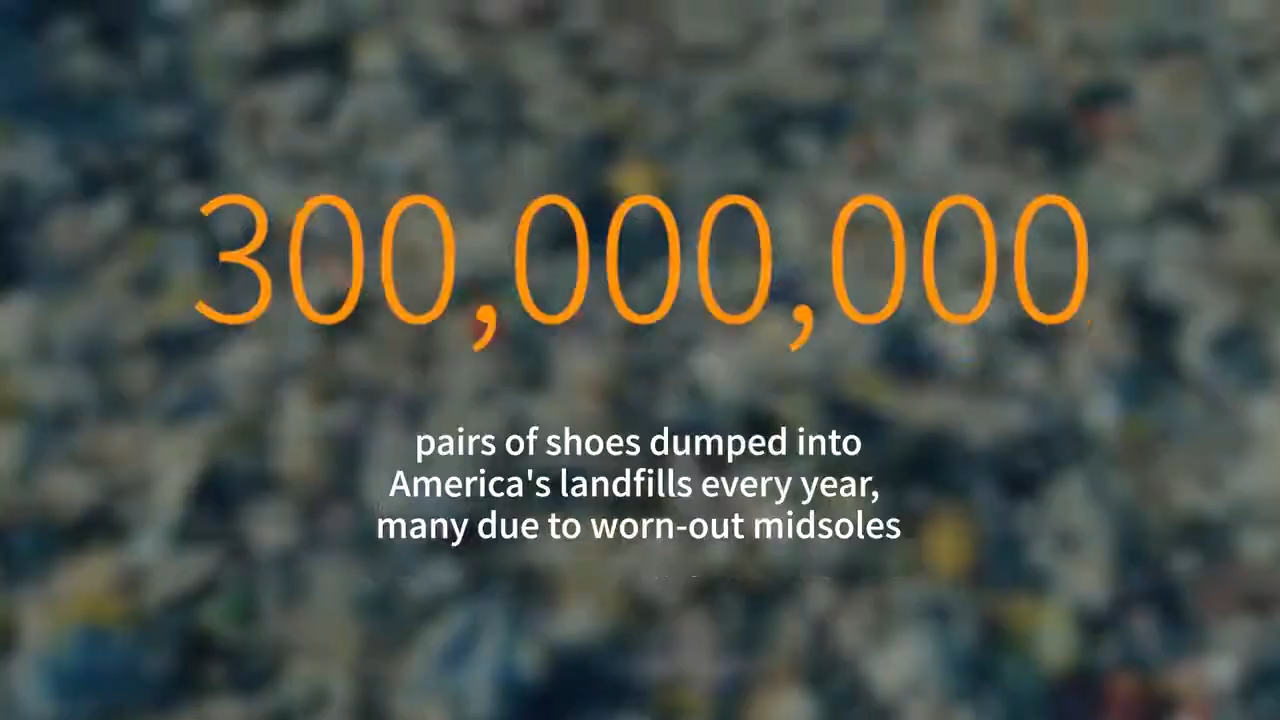 300,000,000
pairs of shoes dumped into
America's landfills every year,
many due to worn-out midsoles